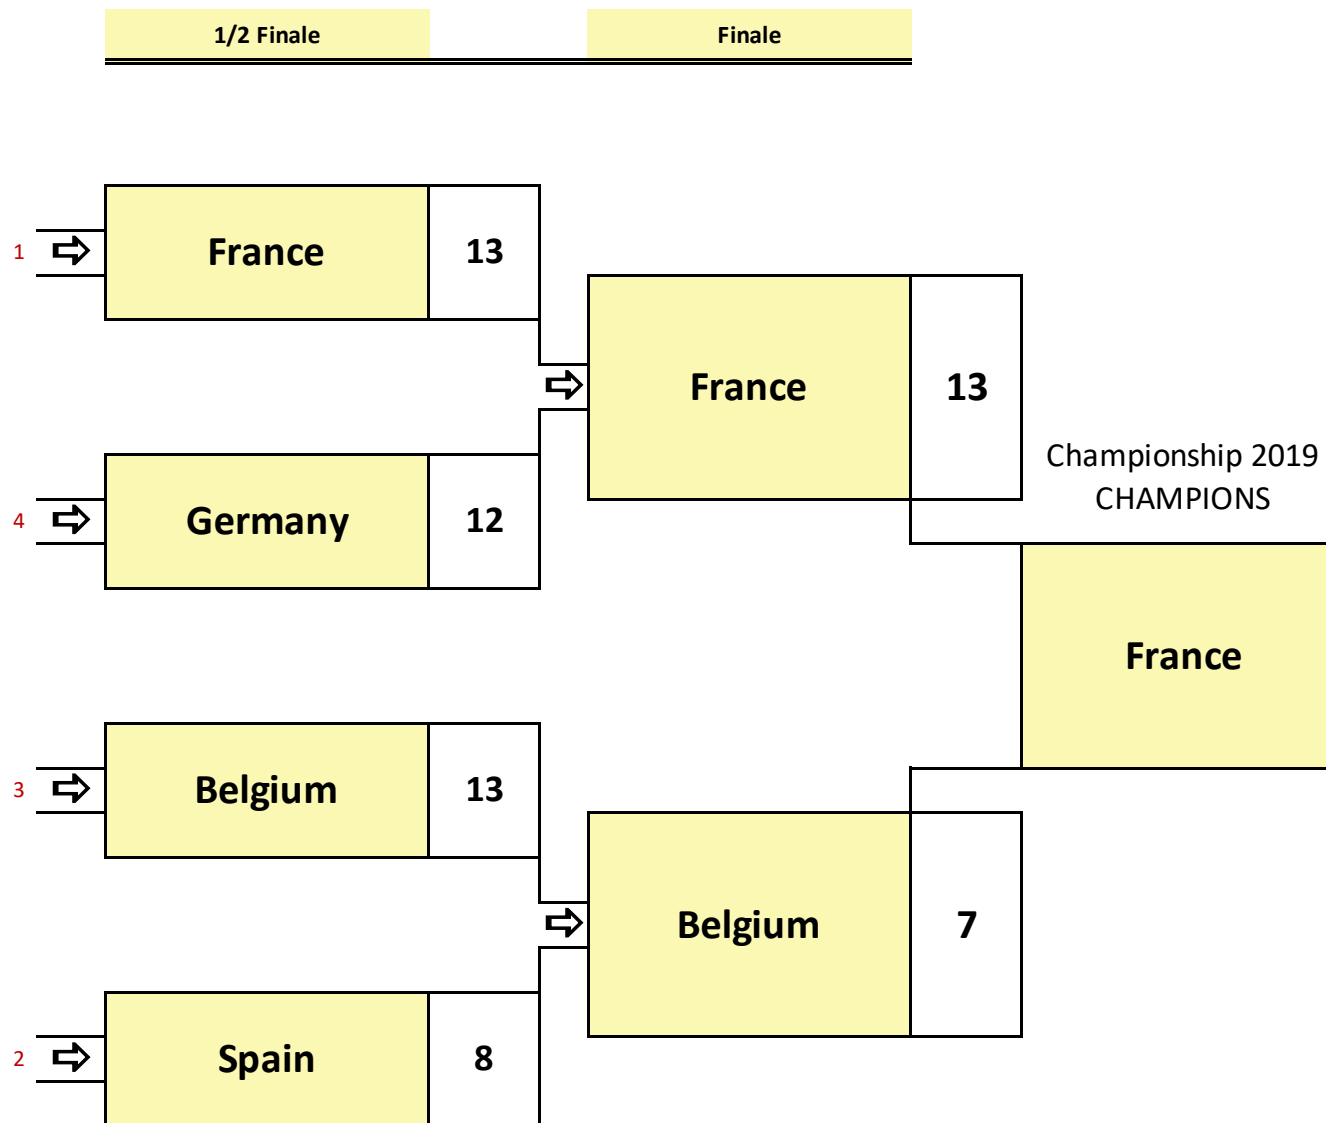 1/2 Finale
Finale
1
France
13
France
13
4
Germany
12
Championship 2019
CHAMPIONS
France
3
Belgium
13
Belgium
7
2
Spain
8